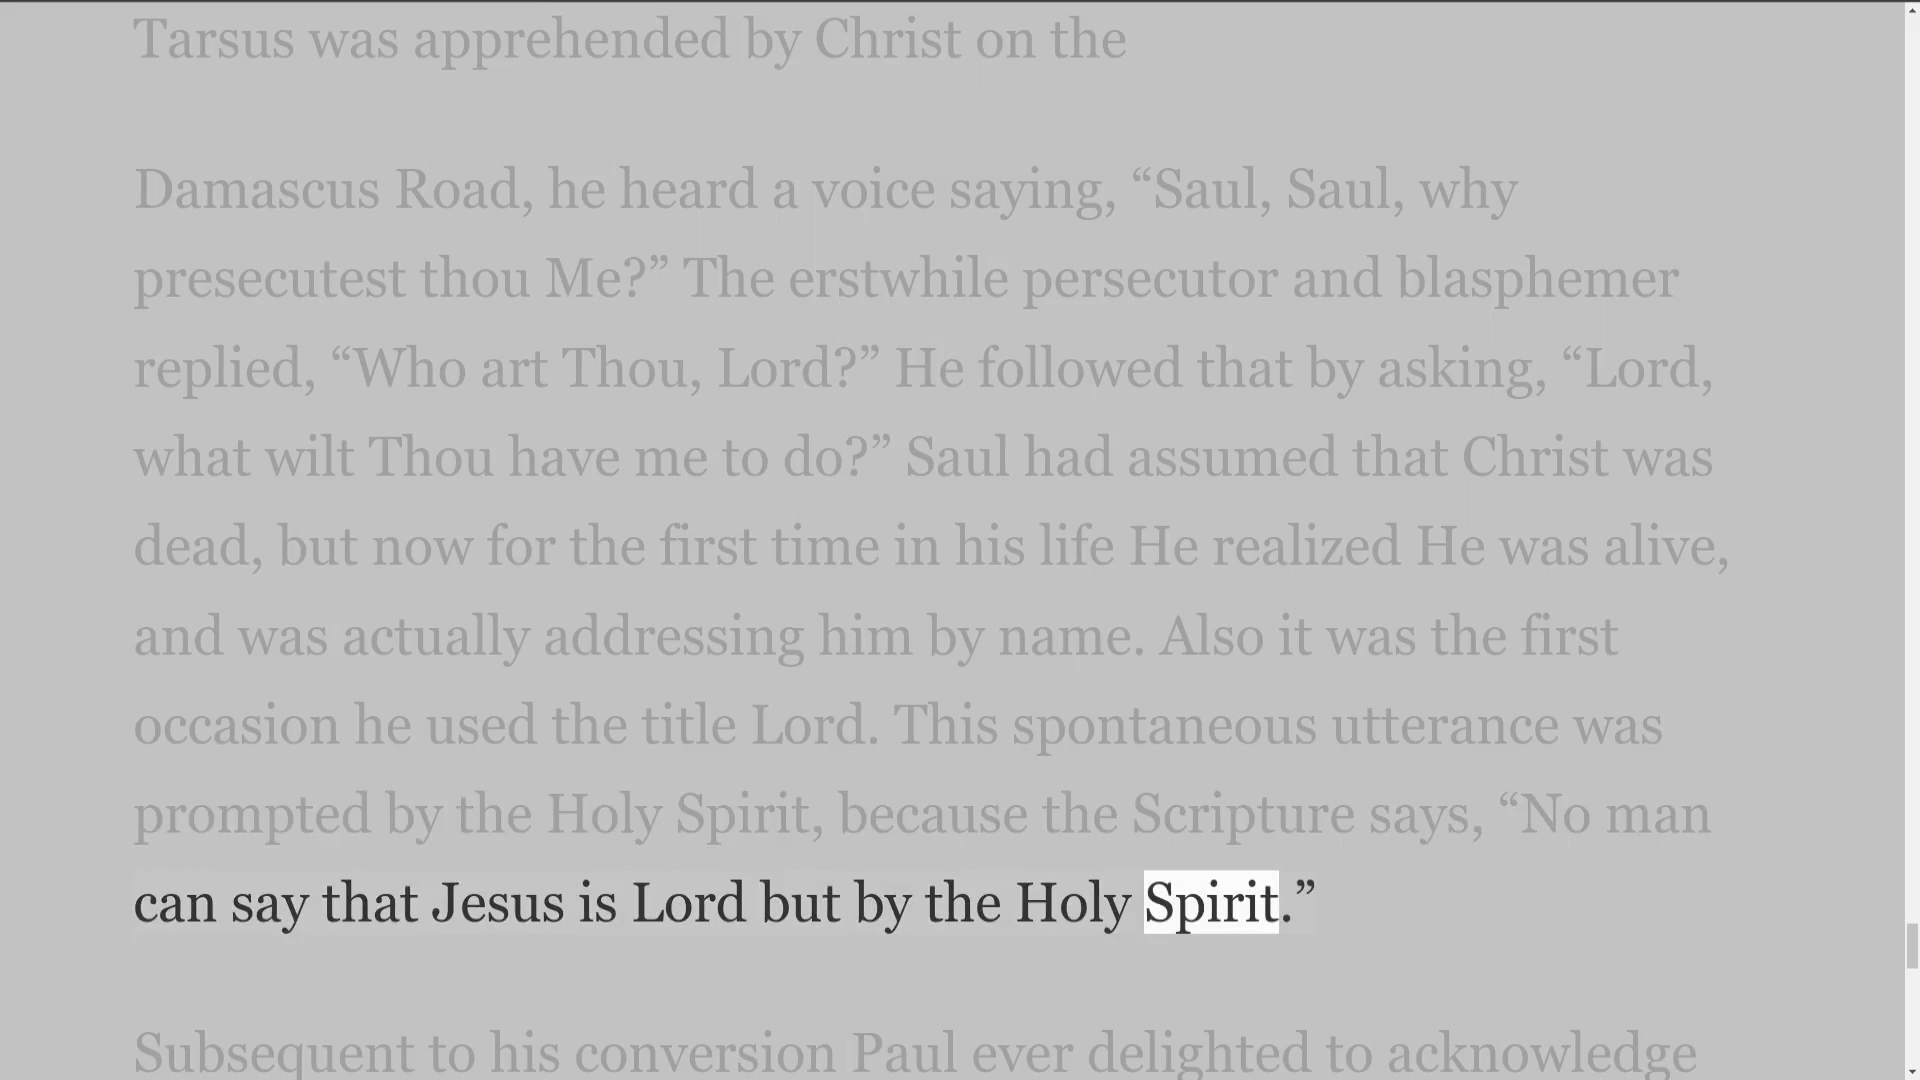 Tarsus was apprehended by Christ on the
Damascus Road, he heard a voice saying, “Saul, Saul, why
presecutest thou Me?” The erstwhile persecutor and blasphemer
replied, “Who art Thou, Lord?” He followed that by asking, “Lord,
what wilt Thou have me to do?” Saul had assumed that Christ was
dead, but now for the first time in his life He realized He was alive,
and was actually addressing him by name. Also it was the first
occasion he used the title Lord. This spontaneous utterance was
prompted by the Holy Spirit, because the Scripture says, “No man
can say that Jesus is Lord but by the Holy Spirit.”
Subsequent to his conversion Paul ever delighted to acknowledge